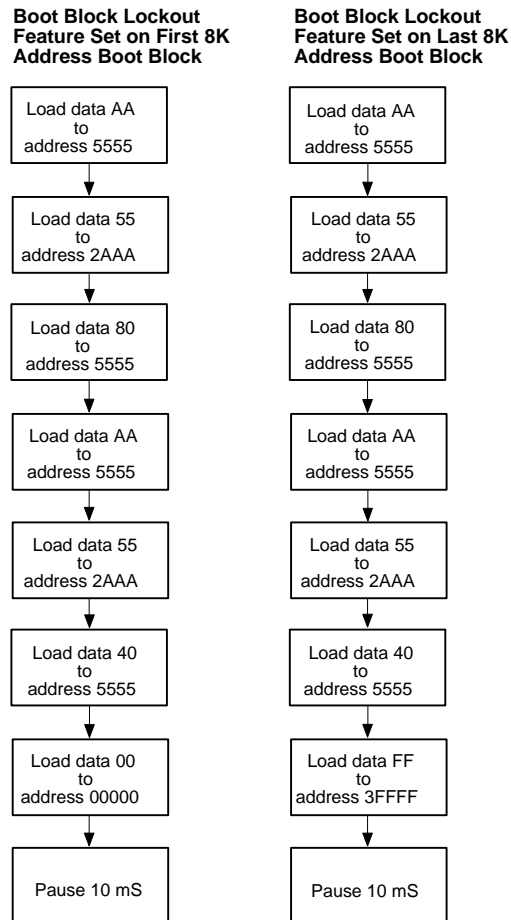 Boot Block Lockout
Feature Set on First 8K
Address Boot Block
Load data AA
to
address 5555
Load data 55
to
address 2AAA
Load data 80
to
address 5555
Load data AA
to
address 5555
Load data 55
to
address 2AAA
Load data 40
to
address 5555
Load data 00
to
address 00000
Pause 10 mS
Boot Block Lockout
Feature Set on Last 8K
Address Boot Block
Load data AA
to
address 5555
Load data 55
to
address 2AAA
Load data 80
to
address 5555
Load data AA
to
address 5555
Load data 55
to
address 2AAA
Load data 40
to
address 5555
Load data FF
to
address 3FFFF
Pause 10 mS